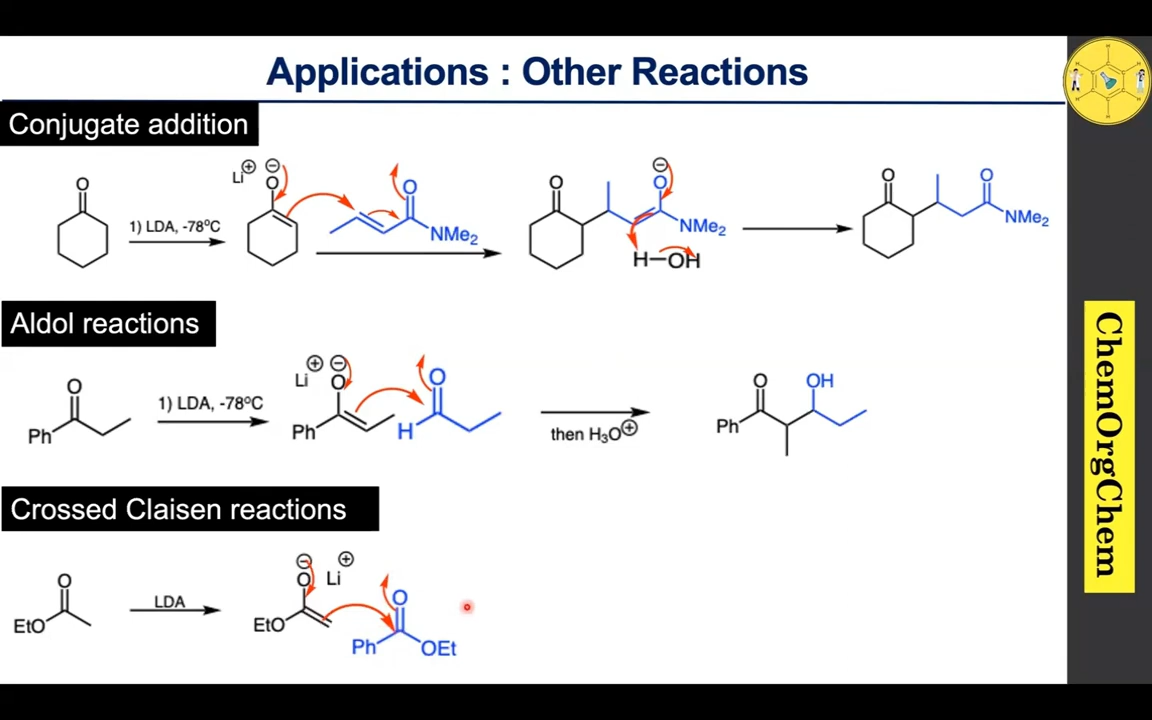 Applications : Other Reactions
Conjugate addition
O
1) LDA, -78°C
Li⊕ ⊖
O
O
NMe2
O
⊖
O
NMe2
H–OH
O
O
NMe2
Aldol reactions
O
Ph
1) LDA, -78°C
Li⊕ ⊖
O
Ph
O
H
then H3O⊕
O
OH
Ph
Crossed Claisen reactions
O
EtO
LDA
⊖
O
Li⊕
EtO
O
Ph
OEt
ChemOrgChem